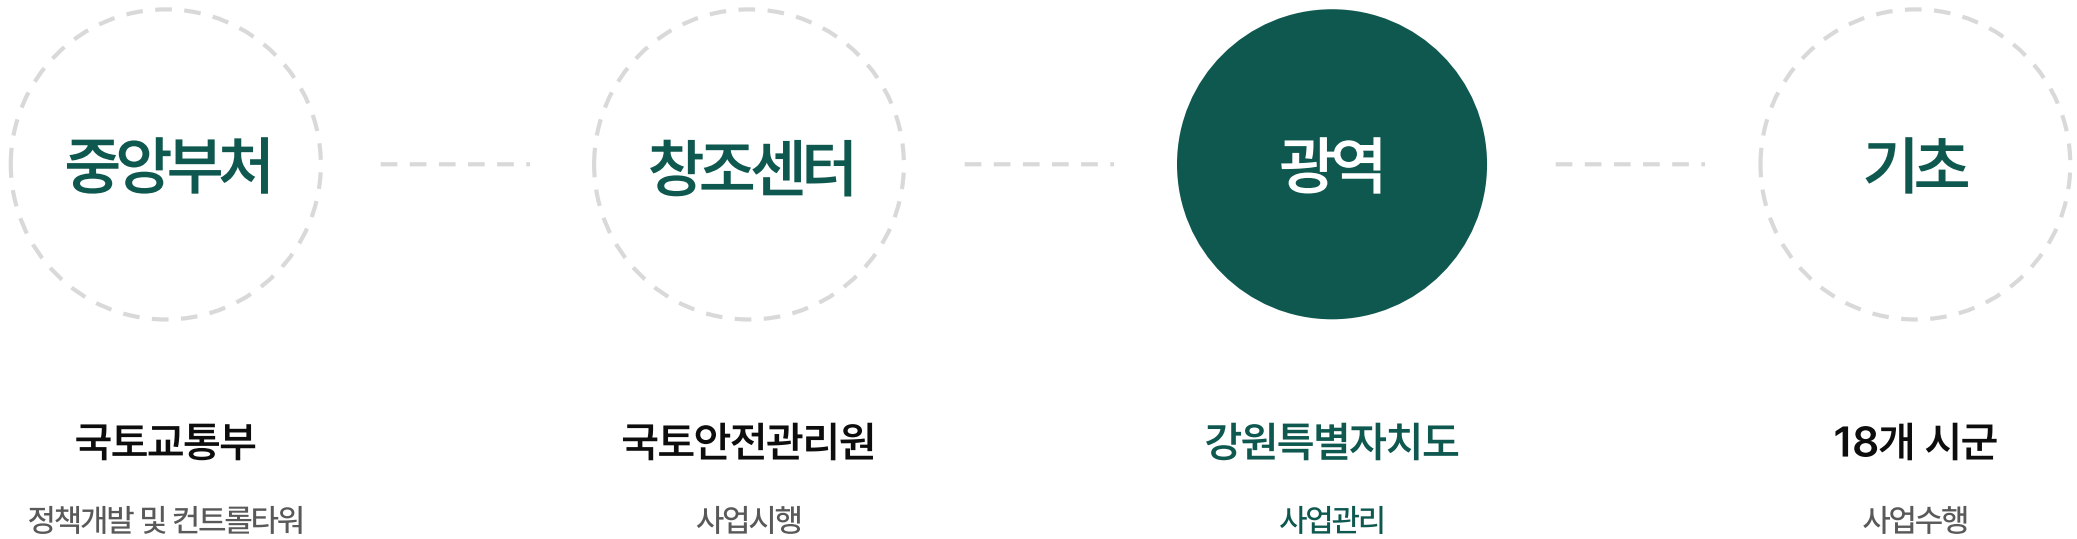 중앙부처
창조센터
광역
기초
국토교통부
국토안전관리원
강원특별자치도
18개 시군
정책개발 및 컨트롤타워
사업시행
사업관리
사업수행